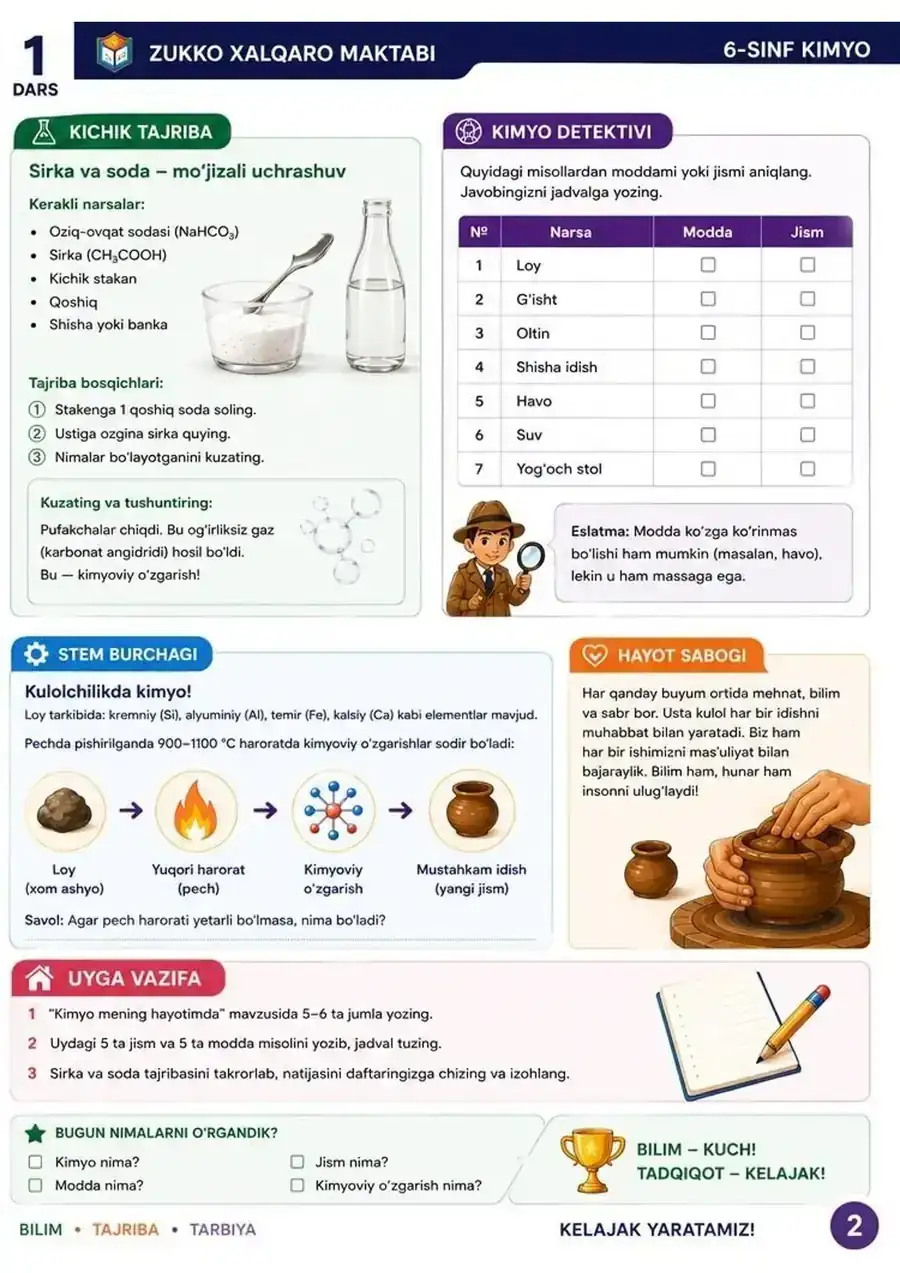 1
DARS
ZUKKO XALQARO MAKTABI
6-SINF KIMYO
KICHIK TAJRIBA
Sirka va soda – mo‘jizali uchrashuv
Kerakli narsalar:
• Oziq-ovqat sodasi (NaHCO₃)
• Sirka (CH₃COOH)
• Kichik stakan
• Qoshiq
• Shisha yoki banka
Tajriba bosqichlari:
1 Stakenga 1 qoshiq soda soling.
2 Ustiga ozgina sirka quying.
3 Nimalar bo‘layotganini kuzating.
Kuzating va tushuntiring:
Pufakchalar chiqdi. Bu og‘irliksiz gaz
(karbonat angidridi) hosil bo‘ldi.
Bu — kimyoviy o‘zgarish!
KIMYO DETEKTIVI
Quyidagi misollardan moddami yoki jismi aniqlang.
Javobingizni jadvalga yozing.
№ Narsa Modda Jism
1 Loy
2 G‘isht
3 Oltin
4 Shisha idish
5 Havo
6 Suv
7 Yog‘och stol
Eslatma: Modda ko‘zga ko‘rinmas
bo‘lishi ham mumkin (masalan, havo),
lekin u ham massaga ega.
STEM BURCHAGI
Kulolchilikda kimyo!
Loy tarkibida: kremniy (Si), alyuminiy (Al), temir (Fe), kalsiy (Ca) kabi elementlar mavjud.
Pechda pishirilganda 900–1100 °C haroratda kimyoviy o‘zgarishlar sodir bo‘ladi:
Loy
(xom ashyo)
Yuqori harorat
(pech)
Kimyoviy
o‘zgarish
Mustahkam idish
(yangi jism)
Savol: Agar pech harorati yetarli bo‘lmasa, nima bo‘ladi?
HAYOT SABOGI
Har qanday buyum ortida mehnat, bilim
va sabr bor. Usta kulol har bir idishni
muhabbat bilan yaratadi. Biz ham
har bir ishimizni mas’uliyat bilan
bajaraylik. Bilim ham, hunar ham
insonni ulug‘laydi!
UYGA VAZIFA
1 "Kimyo mening hayotimda" mavzusida 5–6 ta jumla yozing.
2 Uydagi 5 ta jism va 5 ta modda misolini yozib, jadval tuzing.
3 Sirka va soda tajribasini takrorlab, natijasini daftaringizga chizing va izohlang.
BUGUN NIMALARNI O‘RGANDIK?
Kimyo nima?
Modda nima?
Jism nima?
Kimyoviy o‘zgarish nima?
BILIM – KUCH!
TADQIQOT – KELAJAK!
BILIM • TAJRIBA • TARBIYA
KELAJAK YARATAMIZ!
2